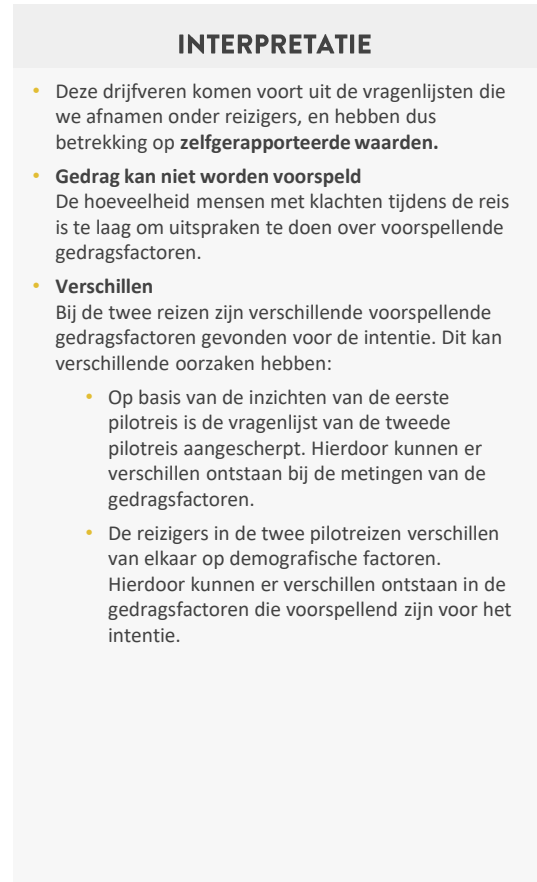 INTERPRETATIE
• Deze drijfveren komen voort uit de vragenlijsten die
we afnamen onder reizigers, en hebben dus
betrekking op zelfgerapporteerde waarden.
• Gedrag kan niet worden voorspeld
De hoeveelheid mensen met klachten tijdens de reis
is te laag om uitspraken te doen over voorspellende
gedragsfactoren.
• Verschillen
Bij de twee reizen zijn verschillende voorspellende
gedragsfactoren gevonden voor de intentie. Dit kan
verschillende oorzaken hebben:
• Op basis van de inzichten van de eerste
pilotreis is de vragenlijst van de tweede
pilotreis aangescherpt. Hierdoor kunnen er
verschillen ontstaan bij de metingen van de
gedragsfactoren.
• De reizigers in de twee pilotreizen verschillen
van elkaar op demografische factoren.
Hierdoor kunnen er verschillen ontstaan in de
gedragsfactoren die voorspellend zijn voor het
intentie.